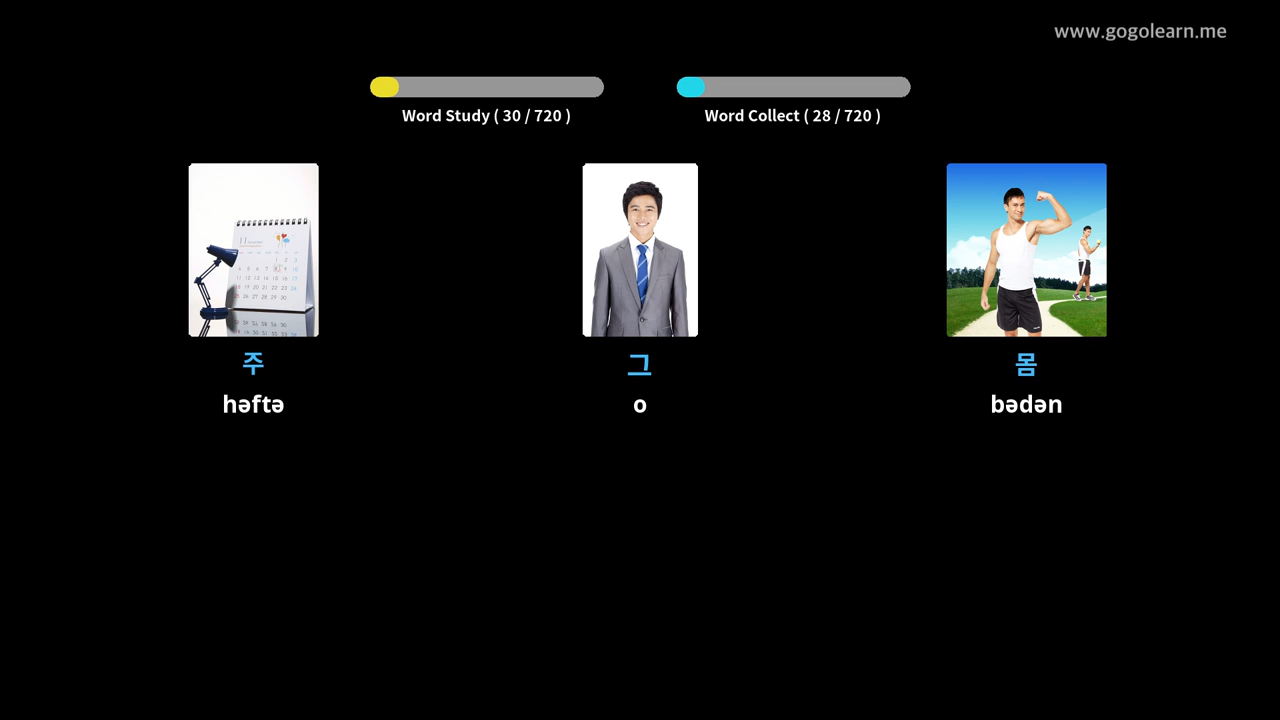 www.gogolearn.me
Word Study ( 30 / 720 )
Word Collect ( 28 / 720 )
주
그
몸
həftə
o
bədən